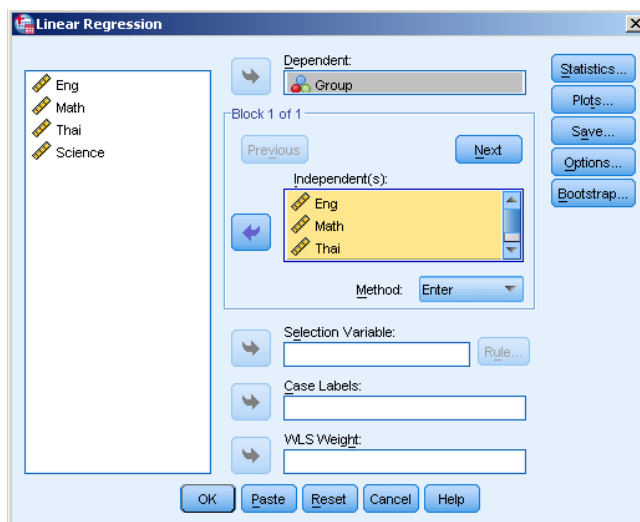 Linear Regression
Eng
Math
Thai
Science
Dependent:
Group
Block 1 of 1
Previous
Next
Independent(s):
Eng
Math
Thai
Method:
Enter
Selection Variable:
Rule...
Case Labels:
WLS Weight:
Statistics...
Plots...
Save...
Options...
Bootstrap...
OK
Paste
Reset
Cancel
Help